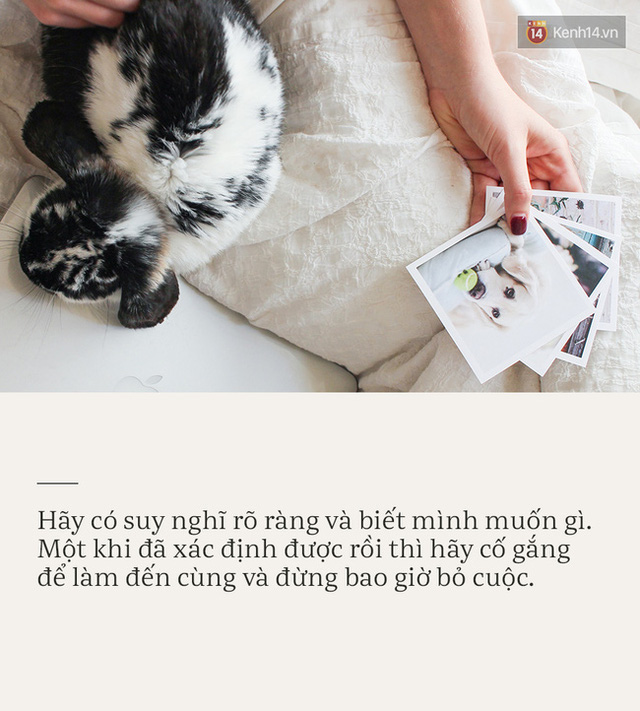 KENH
14
Kenh14.vn
Hãy có suy nghĩ rõ ràng và biết mình muốn gì.
Một khi đã xác định được rồi thì hãy cố gắng
để làm đến cùng và đừng bao giờ bỏ cuộc.